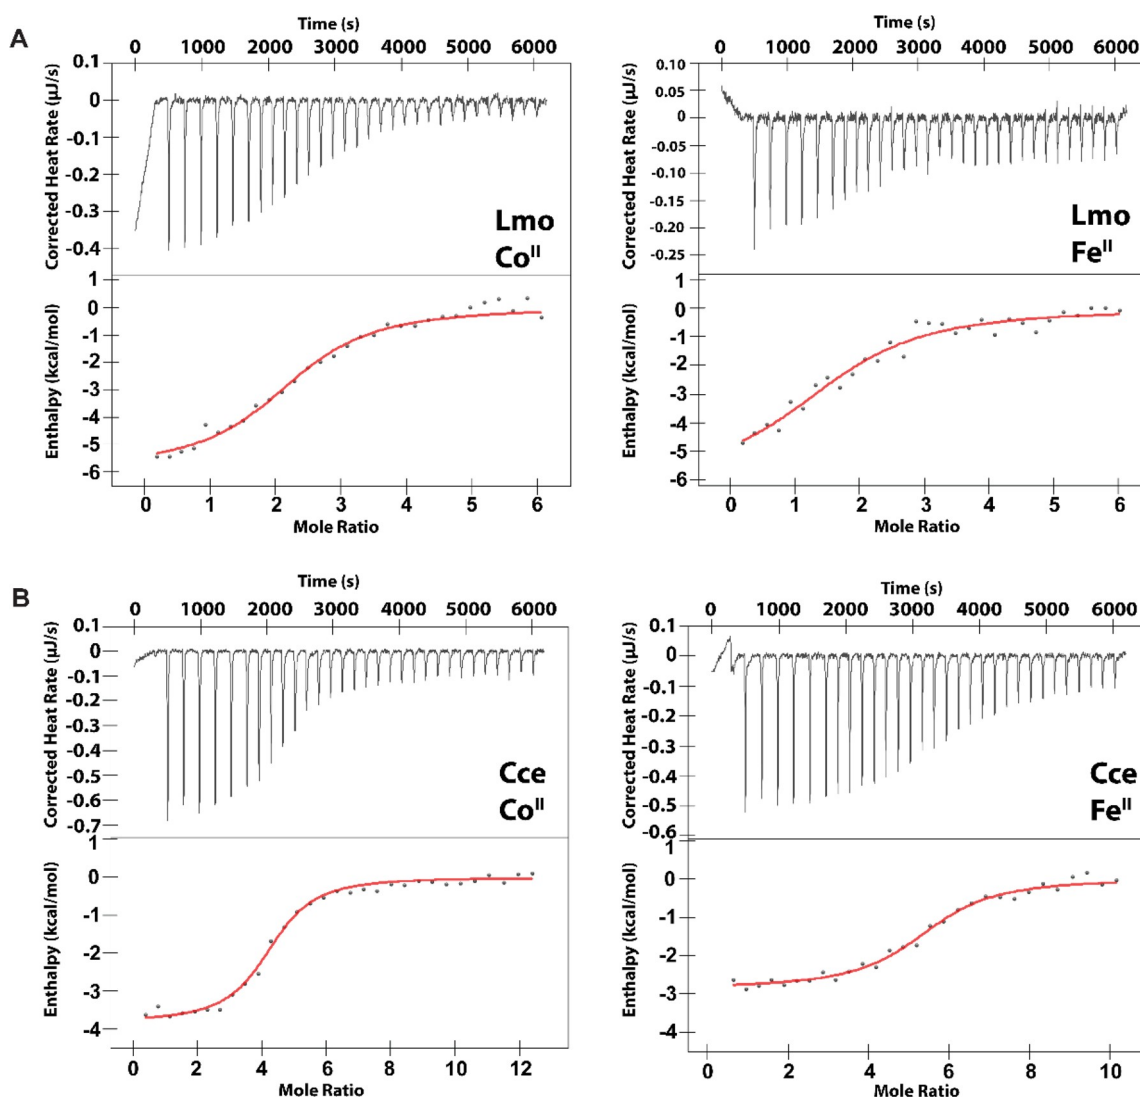 A
Time (s)
0 1000 2000 3000 4000 5000 6000
Corrected Heat Rate (µJ/s)
0.1
0
-0.1
-0.2
-0.3
-0.4
Lmo
Co^II
Enthalpy (kcal/mol)
1
0
-1
-2
-3
-4
-5
-6
0 1 2 3 4 5 6
Mole Ratio
Time (s)
0 1000 2000 3000 4000 5000 6000
Corrected Heat Rate (µJ/s)
0.10
0.05
0
-0.05
-0.10
-0.15
-0.20
-0.25
Lmo
Fe^II
Enthalpy (kcal/mol)
1
0
-1
-2
-3
-4
-5
-6
0 1 2 3 4 5 6
Mole Ratio
B
Time (s)
0 1000 2000 3000 4000 5000 6000
Corrected Heat Rate (µJ/s)
0.1
0
-0.1
-0.2
-0.3
-0.4
-0.5
-0.6
-0.7
Cce
Co^II
Enthalpy (kcal/mol)
1
0
-1
-2
-3
-4
0 2 4 6 8 10 12
Mole Ratio
Time (s)
0 1000 2000 3000 4000 5000 6000
Corrected Heat Rate (µJ/s)
0.1
0
-0.1
-0.2
-0.3
-0.4
-0.5
-0.6
Cce
Fe^II
Enthalpy (kcal/mol)
1
0
-1
-2
-3
-4
0 2 4 6 8 10
Mole Ratio